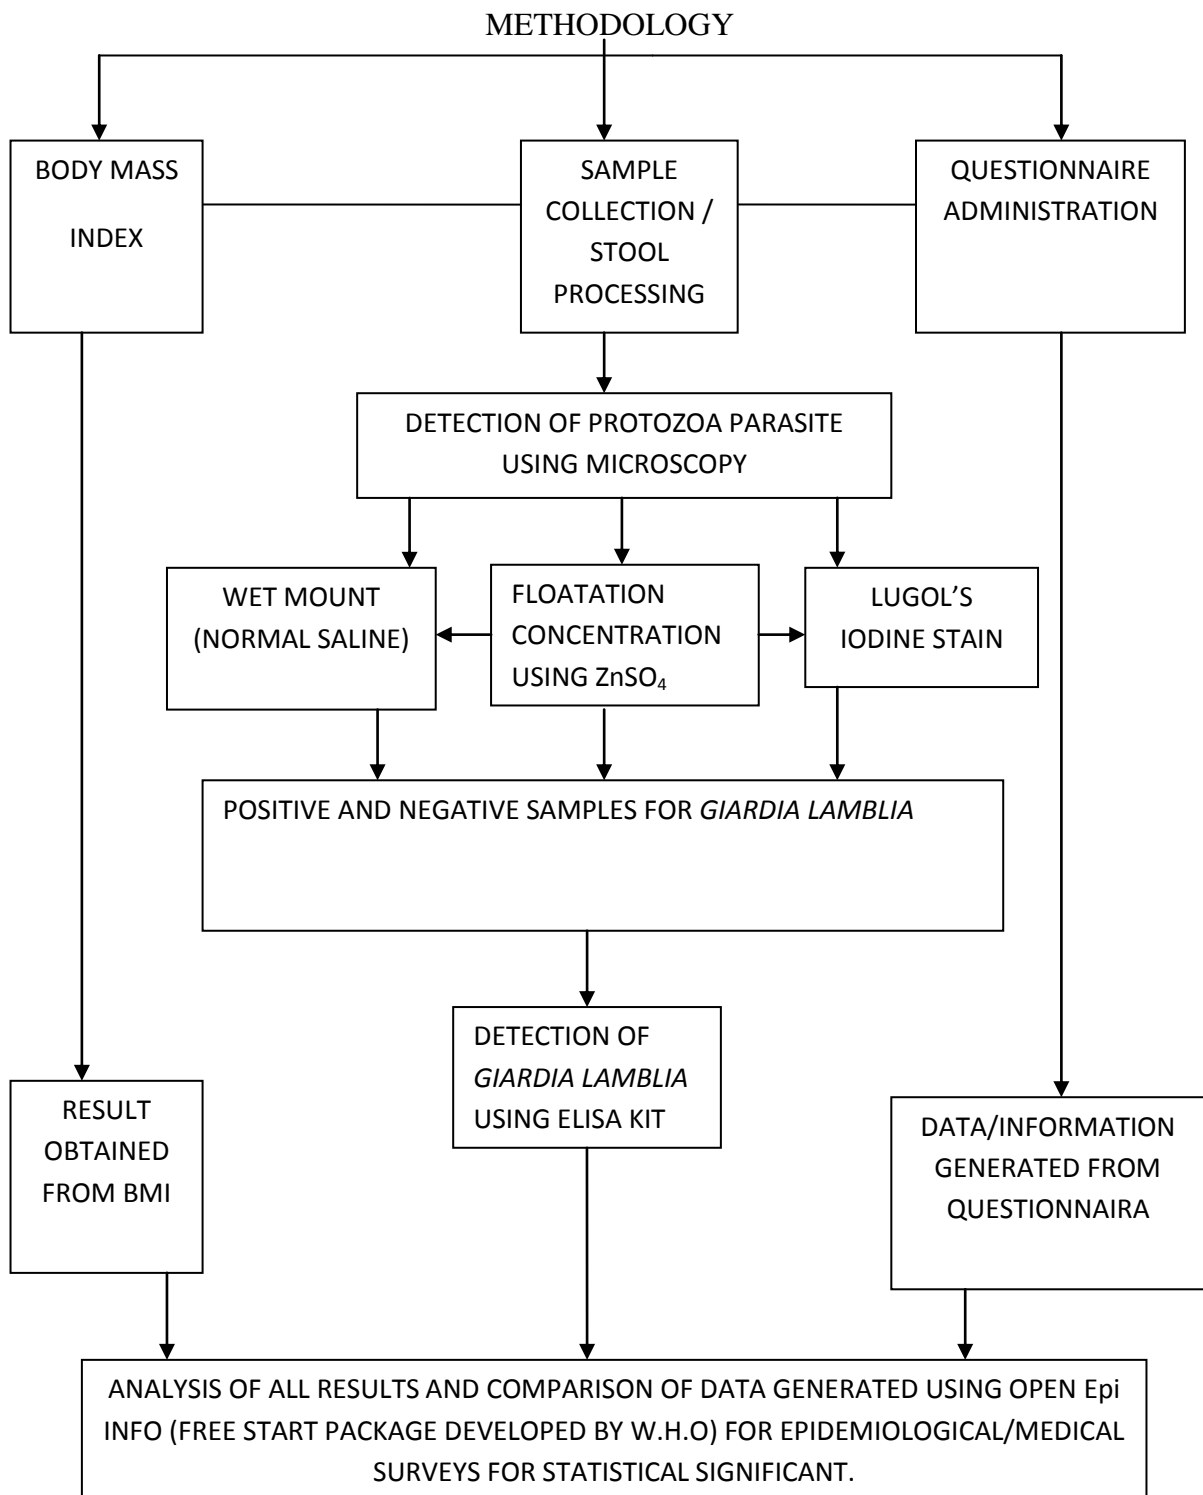 METHODOLOGY
BODY MASS
INDEX
SAMPLE
COLLECTION /
STOOL
PROCESSING
QUESTIONNAIRE
ADMINISTRATION
DETECTION OF PROTOZOA PARASITE
USING MICROSCOPY
WET MOUNT
(NORMAL SALINE)
FLOATATION
CONCENTRATION
USING ZnSO₄
LUGOL’S
IODINE STAIN
POSITIVE AND NEGATIVE SAMPLES FOR GIARDIA LAMBLIA
DETECTION OF
GIARDIA LAMBLIA
USING ELISA KIT
RESULT
OBTAINED
FROM BMI
DATA/INFORMATION
GENERATED FROM
QUESTIONNAIRA
ANALYSIS OF ALL RESULTS AND COMPARISON OF DATA GENERATED USING OPEN Epi
INFO (FREE START PACKAGE DEVELOPED BY W.H.O) FOR EPIDEMIOLOGICAL/MEDICAL
SURVEYS FOR STATISTICAL SIGNIFICANT.